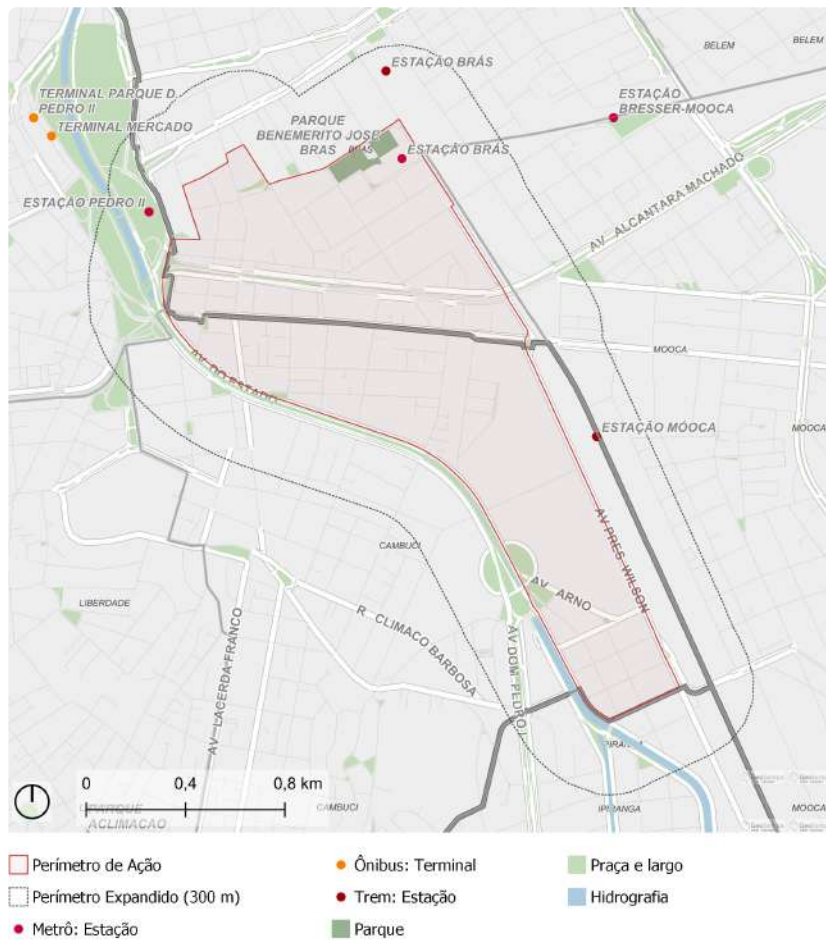 BELEM
BELEM
ESTAÇÃO BRÁS
TERMINAL PARQUE D.
PEDRO II
TERMINAL MERCADO
ESTAÇÃO
BRESSER-MOOCA
PARQUE
BENEMERITO JOSE
BRAS
BRÁS
ESTAÇÃO BRÁS
AV ALCANTARA MACHADO
ESTAÇÃO PEDRO II
MOOCA
AV DO ESTADO
ESTAÇÃO MOOCA
MOOCA
AV PRES. WILSON
CAMBUCI
AV ARNO
LIBERDADE
R CLIMACO BARBOSA
AV LACERDA FRANCO
AV DOM PEDRO I
IPIRANGA
0 0,4 0,8 km
PARQUE
ACLIMACAO
CAMBUCI
IPIRANGA
MOOCA
Perímetro de Ação
Ônibus: Terminal
Praça e largo
Perímetro Expandido (300 m)
Trem: Estação
Hidrografia
Metrô: Estação
Parque